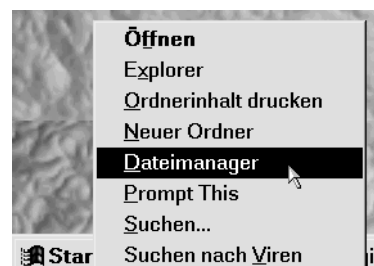 Öffnen
Explorer
Ordnerinhalt drucken
Neuer Ordner
Dateimanager
Prompt This
Suchen...
Suchen nach Viren
Star